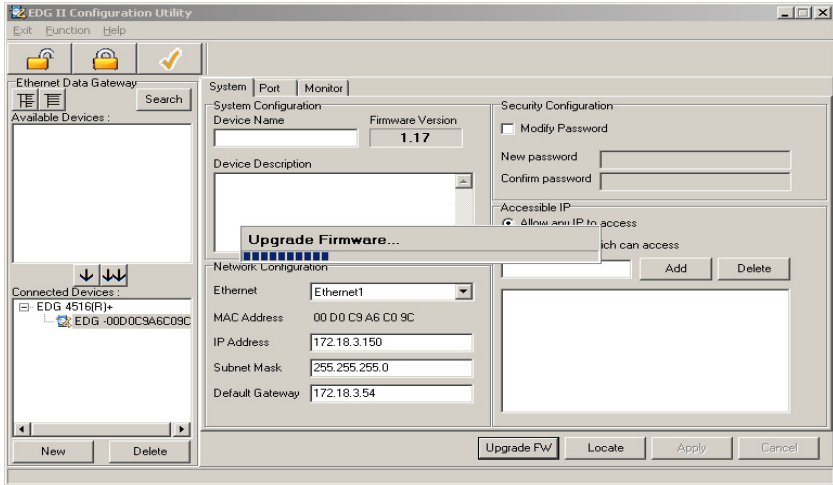 EDG II Configuration Utility
Exit Function Help
Ethernet Data Gateway
Search
Available Devices :
Connected Devices :
EDG 4516(R)+
EDG -00D0C9A6C09C
New Delete
System Port Monitor
System Configuration
Device Name Firmware Version
1.17
Device Description
Upgrade Firmware...
Network Configuration
Ethernet Ethernet1
MAC Address 00 D0 C9 A6 C0 9C
IP Address 172.18.3.150
Subnet Mask 255.255.255.0
Default Gateway 172.18.3.54
Security Configuration
Modify Password
New password
Confirm password
Accessible IP
Allow any IP to access
ich can access
Add Delete
Upgrade FW Locate Apply Cancel